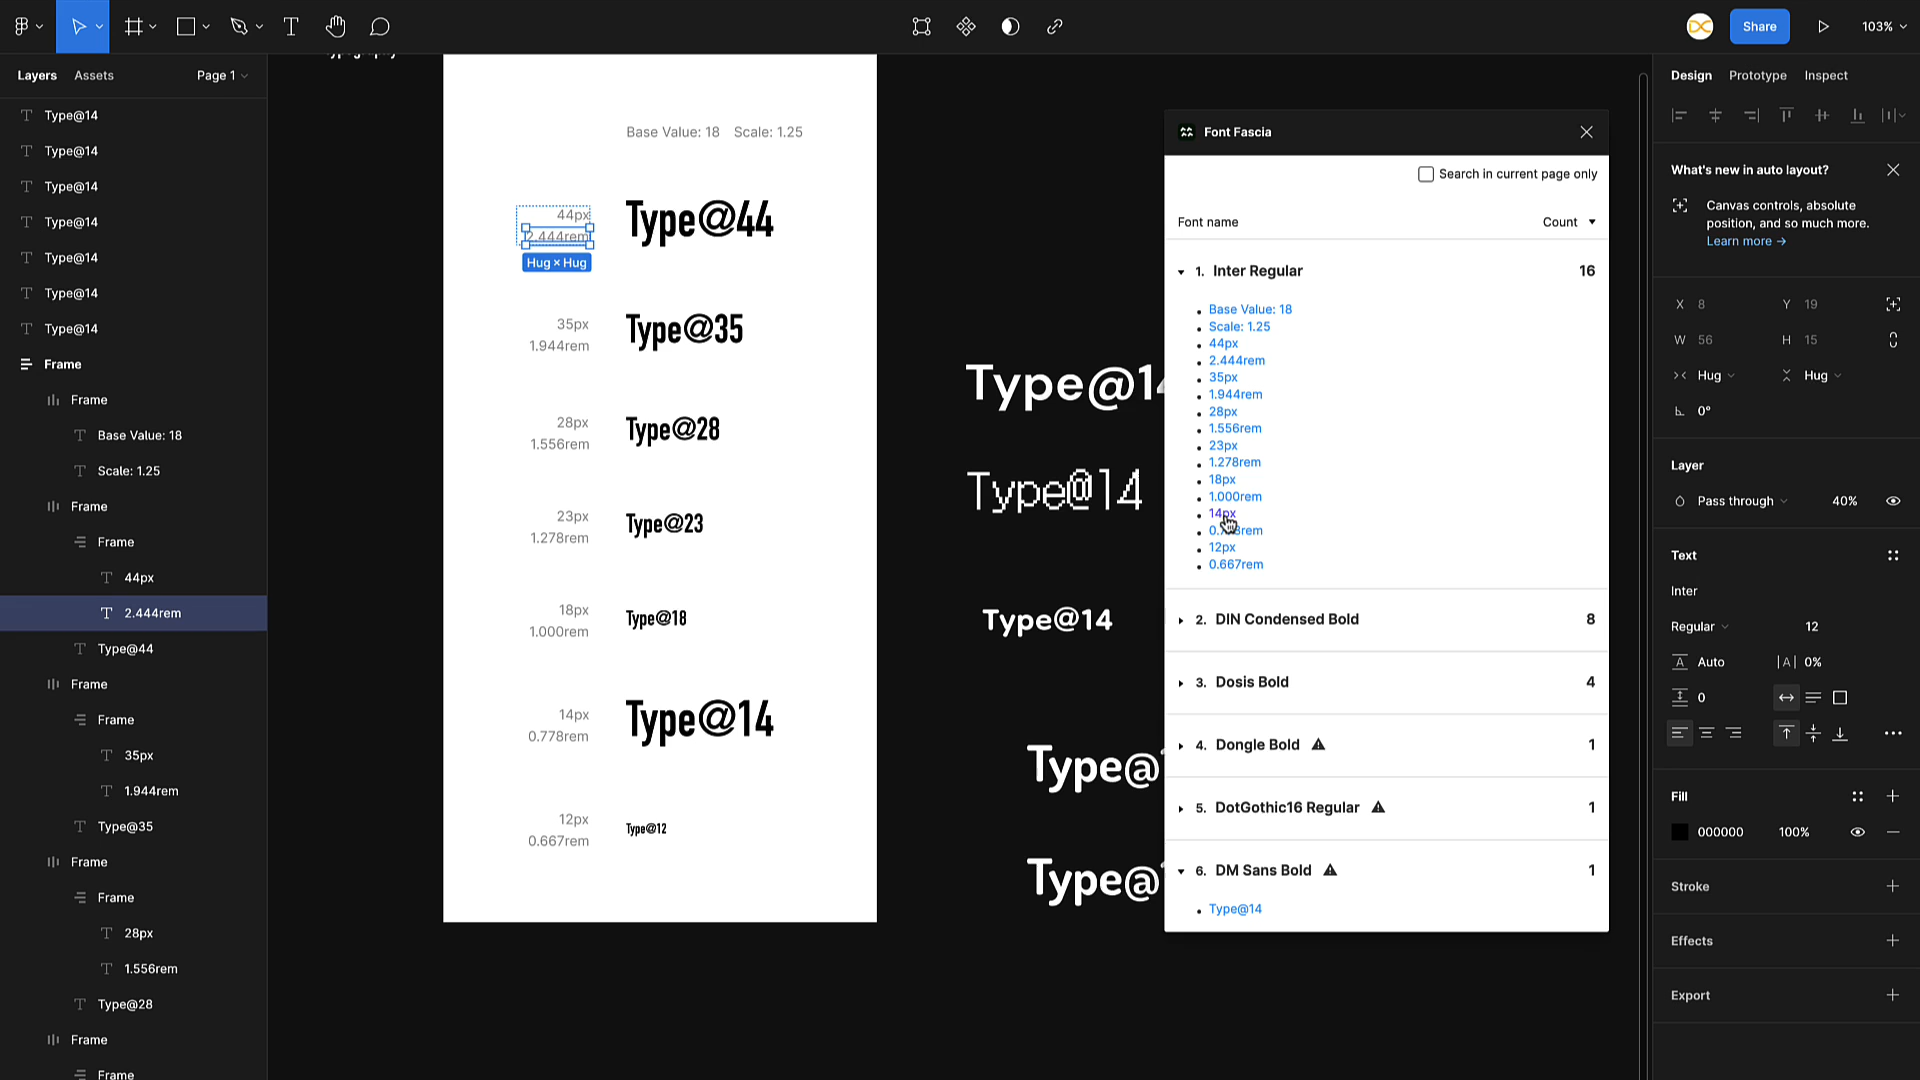 Share
103%
Layers
Assets
Page 1
Type@14
Type@14
Type@14
Type@14
Type@14
Type@14
Type@14
Frame
Frame
Base Value: 18
Scale: 1.25
Frame
Frame
44px
2.444rem
Type@44
Frame
Frame
35px
1.944rem
Type@35
Frame
Frame
28px
1.556rem
Type@28
Frame
Frame
Base Value: 18 Scale: 1.25
44px
2.444rem
Type@44
Hug × Hug
35px
1.944rem
Type@35
28px
1.556rem
Type@28
23px
1.278rem
Type@23
18px
1.000rem
Type@18
14px
0.778rem
Type@14
12px
0.667rem
Type@12
Type@14
Type@14
Type@14
Type@
Type@
Font Fascia
Search in current page only
Font name
Count
1. Inter Regular 16
Base Value: 18
Scale: 1.25
44px
2.444rem
35px
1.944rem
28px
1.556rem
23px
1.278rem
18px
1.000rem
14px
0.778rem
12px
0.667rem
2. DIN Condensed Bold 8
3. Dosis Bold 4
4. Dongle Bold 1
5. DotGothic16 Regular 1
6. DM Sans Bold 1
Type@14
Design
Prototype
Inspect
What's new in auto layout?
Canvas controls, absolute
position, and so much more.
Learn more →
X 8 Y 19
W 56 H 15
Hug Hug
0°
Layer
Pass through 40%
Text
Inter
Regular 12
Auto |A| 0%
0
Fill
000000 100%
Stroke
Effects
Export